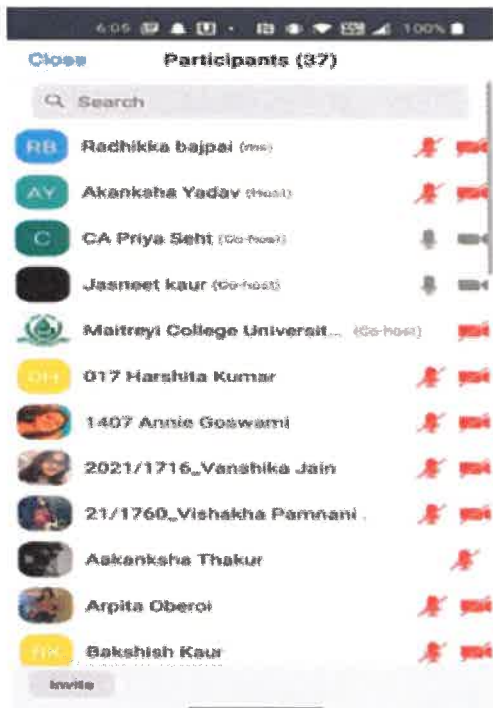 6:05 100%
Close Participants (37)
Search
RB Radhikka bajpai (me)
AY Akanksha Yadav (Host)
C CA Priya Seht (Co-host)
Jasneet kaur (Co-host)
Maitreyi College Universit... (Co-host)
017 Harshita Kumar
1407 Annie Goswami
2021/1716_Vanshika Jain
21/1760_Vishakha Pamnani .
Aakanksha Thakur
Arpita Oberoi
BK Bakshish Kaur
Invite